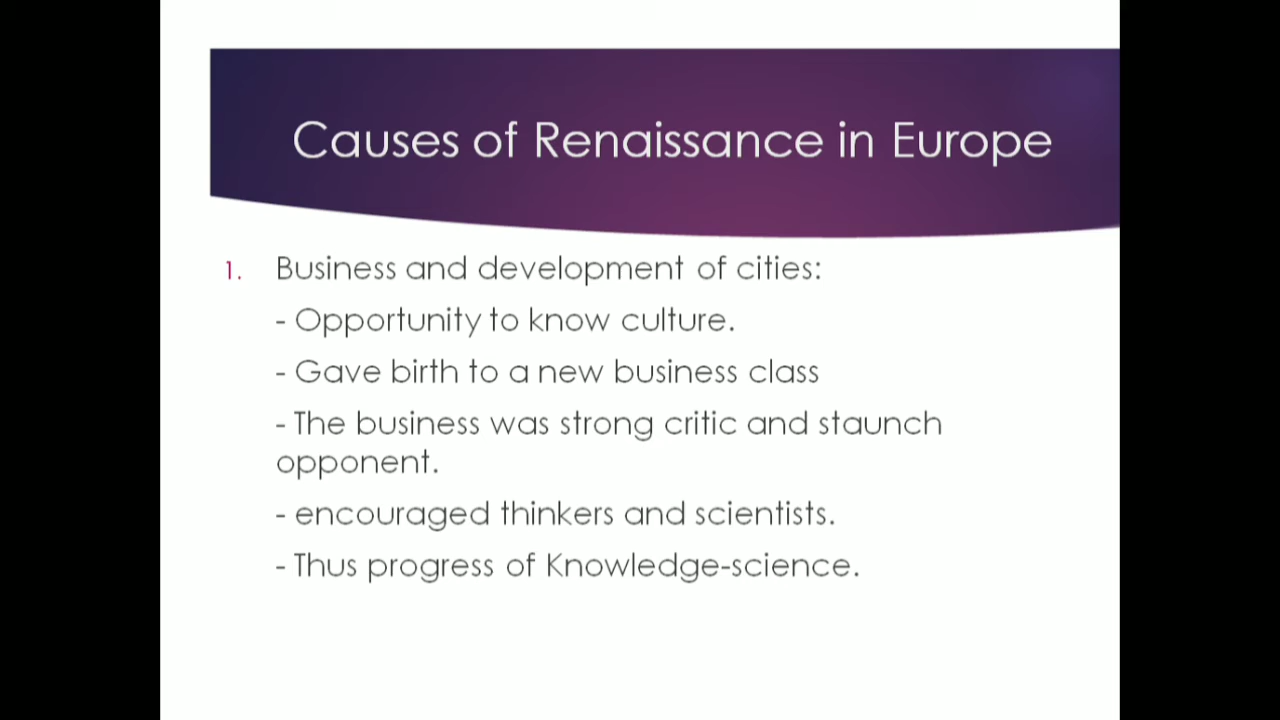 Causes of Renaissance in Europe
1. Business and development of cities:
- Opportunity to know culture.
- Gave birth to a new business class
- The business was strong critic and staunch
opponent.
- encouraged thinkers and scientists.
- Thus progress of Knowledge-science.